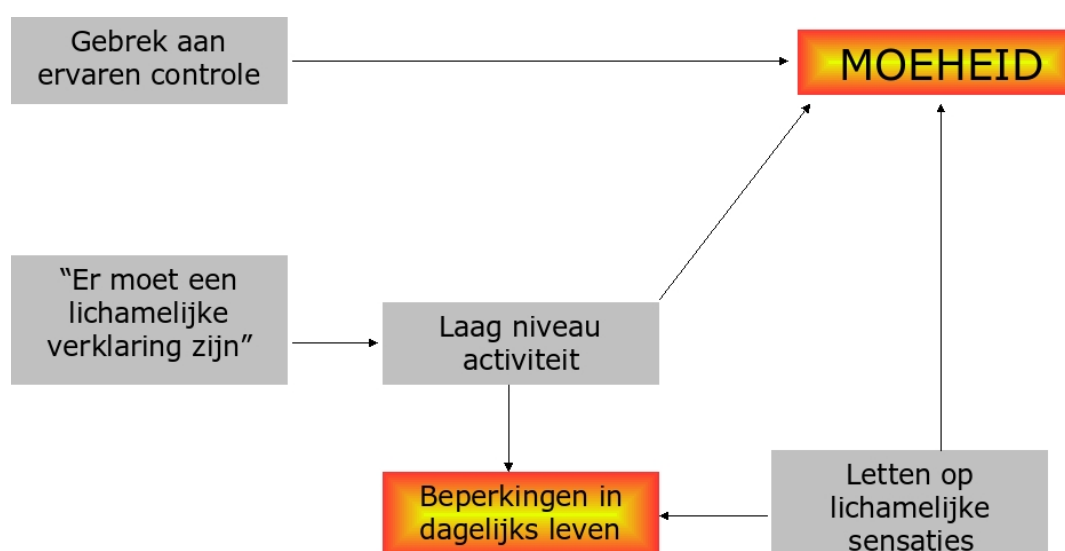 Gebrek aan
ervaren controle
MOEHEID
“Er moet een
lichamelijke
verklaring zijn”
Laag niveau
activiteit
Beperkingen in
dagelijks leven
Letten op
lichamelijke
sensaties